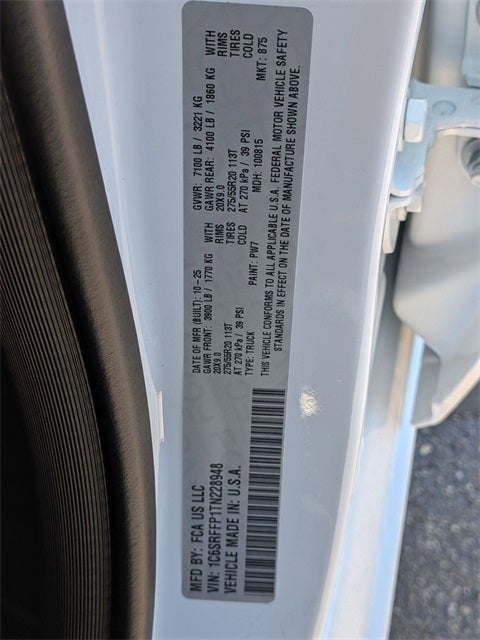 MFD BY: FCA US LLC
VIN: 1C6SRFFP1TN228948
VEHICLE MADE IN: U.S.A.
DATE OF MFR (BUILT): 10-25 GVWR: 7100 LB / 3221 KG
GAWR FRONT: 3900 LB / 1770 KG WITH GAWR REAR: 4100 LB / 1860 KG WITH
20X9.0 RIMS 20X9.0 RIMS
275/55R20 113T TIRES 275/55R20 113T TIRES
AT 270 kPa / 39 PSI COLD AT 270 kPa / 39 PSI COLD
TYPE: TRUCK PAINT: PW7 MDH: 100815 MKT: 875
THIS VEHICLE CONFORMS TO ALL APPLICABLE U.S.A. FEDERAL MOTOR VEHICLE SAFETY
STANDARDS IN EFFECT ON THE DATE OF MANUFACTURE SHOWN ABOVE.